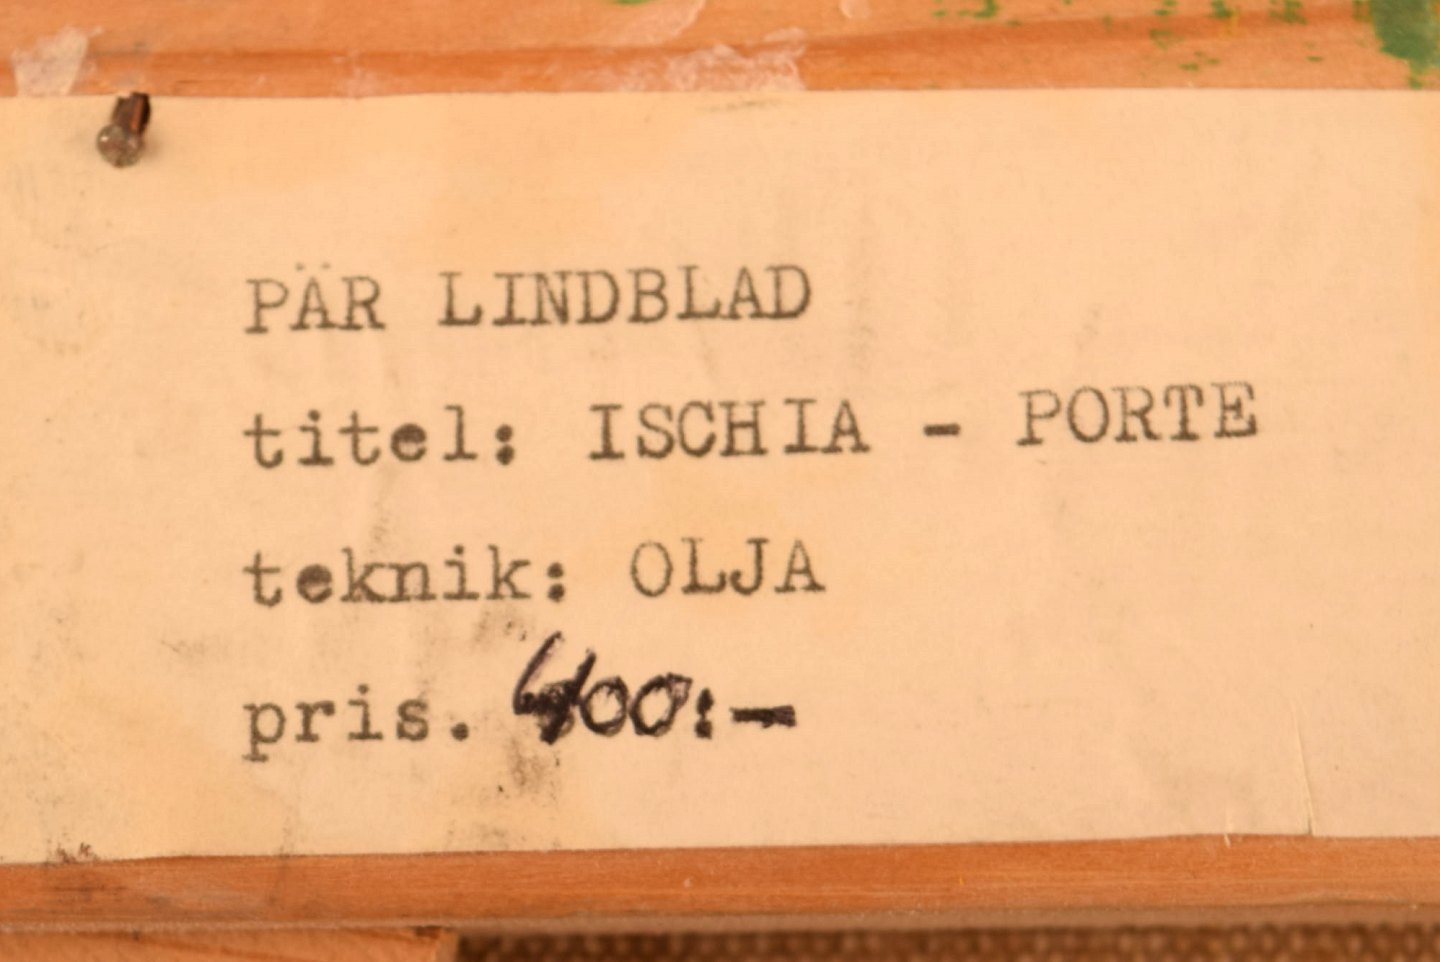 PÄR LINDBLAD
titel: ISCHIA - PORTE
teknik: OLJA
pris. 400:-